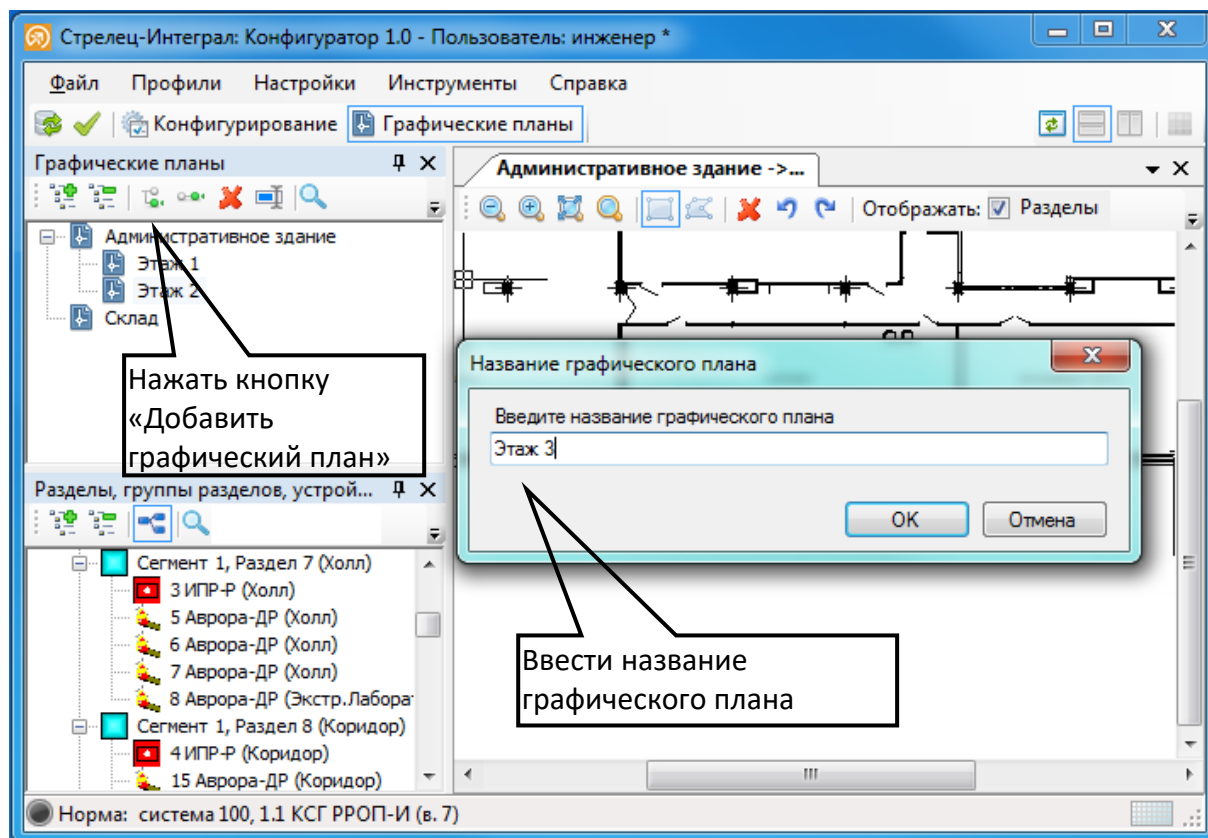 Стрелец-Интеграл: Конфигуратор 1.0 - Пользователь: инженер *
Файл Профили Настройки Инструменты Справка
Конфигурирование Графические планы
Графические планы
Административное здание
Этаж 1
Этаж 2
Склад
Нажать кнопку
«Добавить
графический план»
Административное здание ->...
Отображать: Разделы
Название графического плана
Введите название графического плана
Этаж 3
OK Отмена
Ввести название
графического плана
Разделы, группы разделов, устрой...
Сегмент 1, Раздел 7 (Холл)
3 ИПР-Р (Холл)
5 Аврора-ДР (Холл)
6 Аврора-ДР (Холл)
7 Аврора-ДР (Холл)
8 Аврора-ДР (Экстр.Лабора
Сегмент 1, Раздел 8 (Коридор)
4 ИПР-Р (Коридор)
15 Аврора-ДР (Коридор)
Норма: система 100, 1.1 КСГ РРОП-И (в. 7)